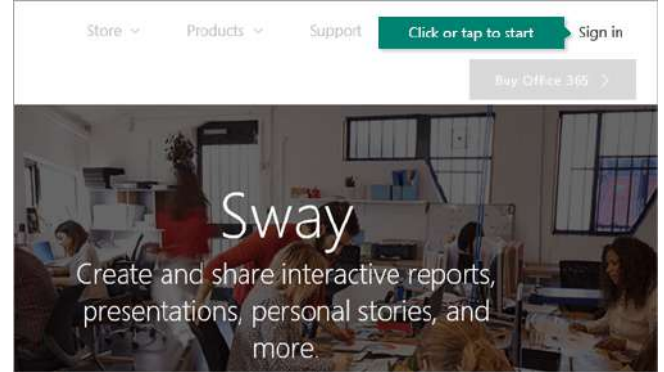 Store
Products
Support
Click or tap to start
Sign in
Buy Office 365
Sway
Create and share interactive reports,
presentations, personal stories, and
more.